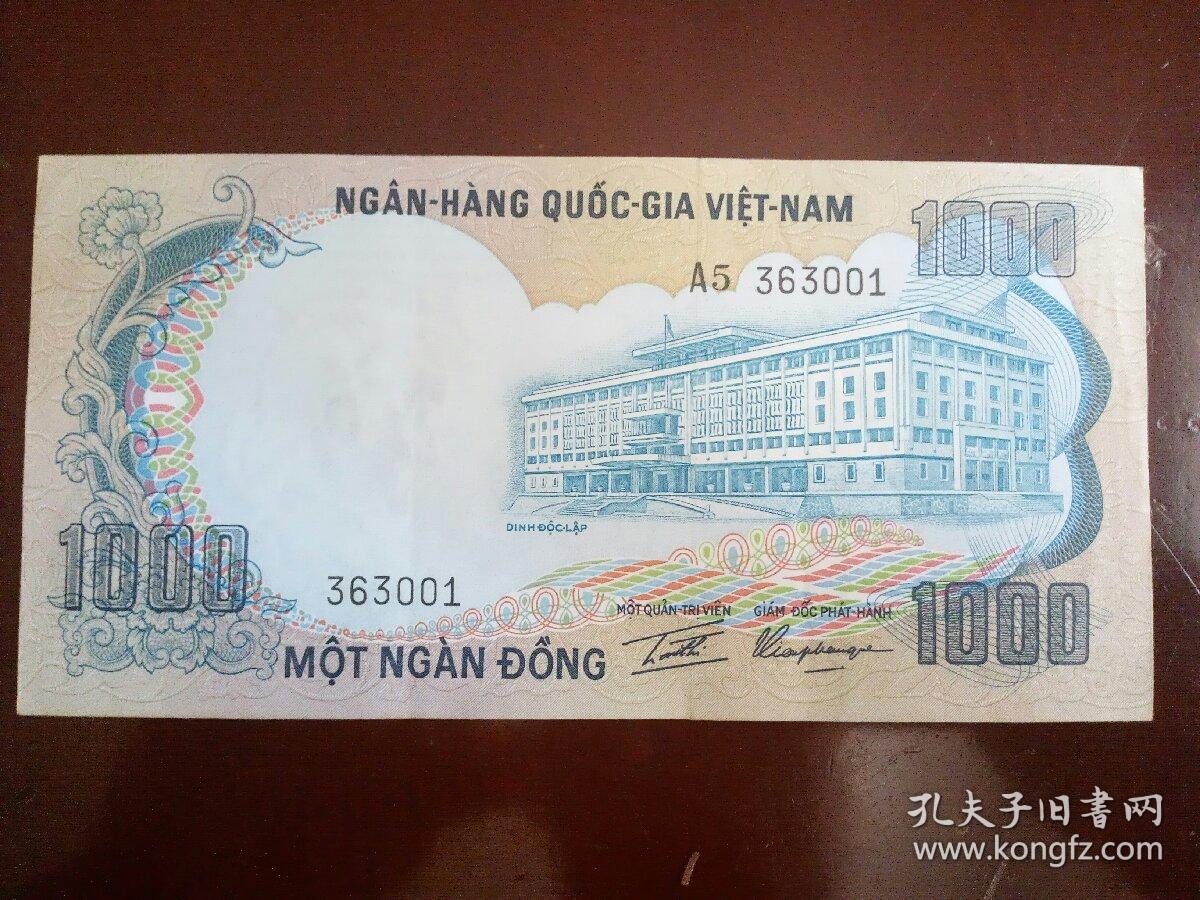 NGÂN-HÀNG QUỐC-GIA VIỆT-NAM
1000
A5 363001
DINH ĐỘC-LẬP
1000
363001
MỘT QUẢN-TRỊ VIÊN GIÁM ĐỐC PHÁT-HÀNH
1000
MỘT NGÀN ĐỒNG
孔夫子旧書网
www.kongfz.com